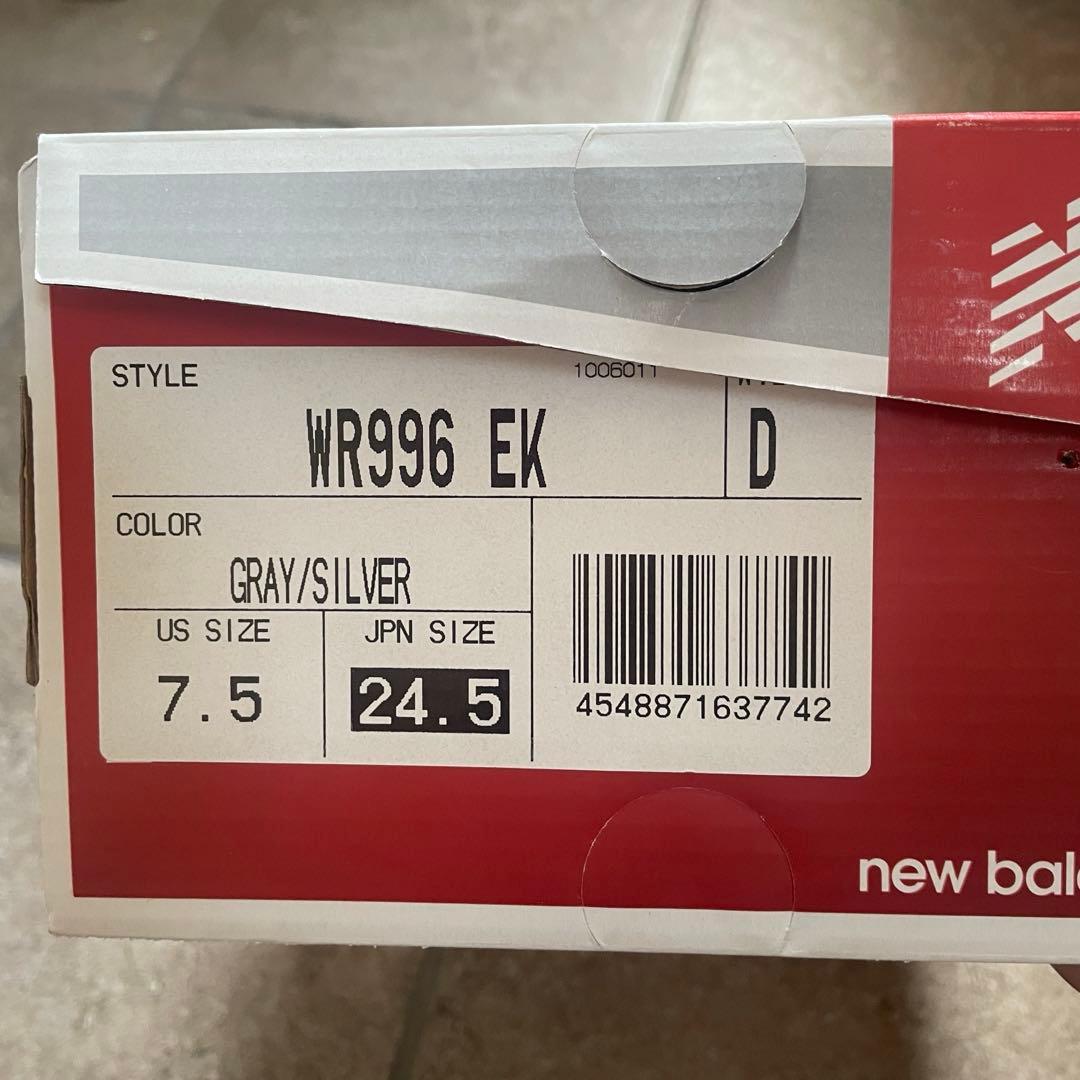 STYLE
1006011
WR996 EK
D
COLOR
GRAY/SILVER
US SIZE
JPN SIZE
7.5
24.5
4548871637742
new bal